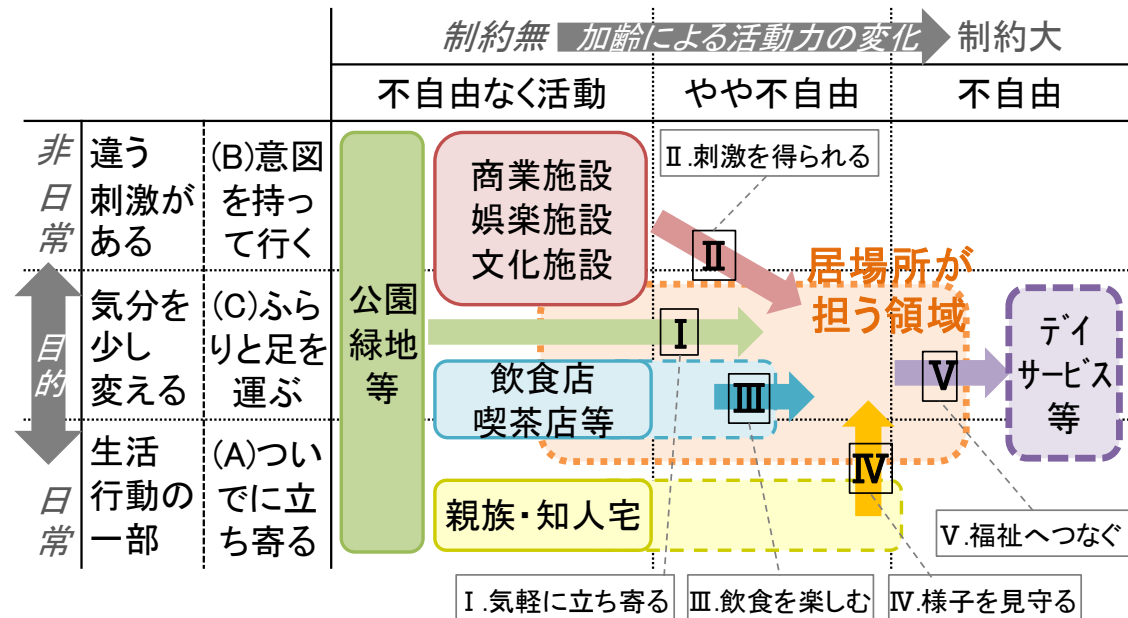 制約無 加齢による活動力の変化 制約大
不自由なく活動 やや不自由 不自由
非日常
目的
日常
違う
刺激が
ある
(B)意図
を持っ
て行く
気分を
少し
変える
(C)ふら
りと足を
運ぶ
生活
行動の
一部
(A)つい
でに立
ち寄る
公園
緑地
等
商業施設
娯楽施設
文化施設
Ⅱ.刺激を得られる
Ⅱ
居場所が
担う領域
Ⅰ
飲食店
喫茶店等
Ⅲ
Ⅴ
デイ
サービス
等
Ⅳ
親族・知人宅
Ⅴ.福祉へつなぐ
Ⅰ.気軽に立ち寄る
Ⅲ.飲食を楽しむ
Ⅳ.様子を見守る